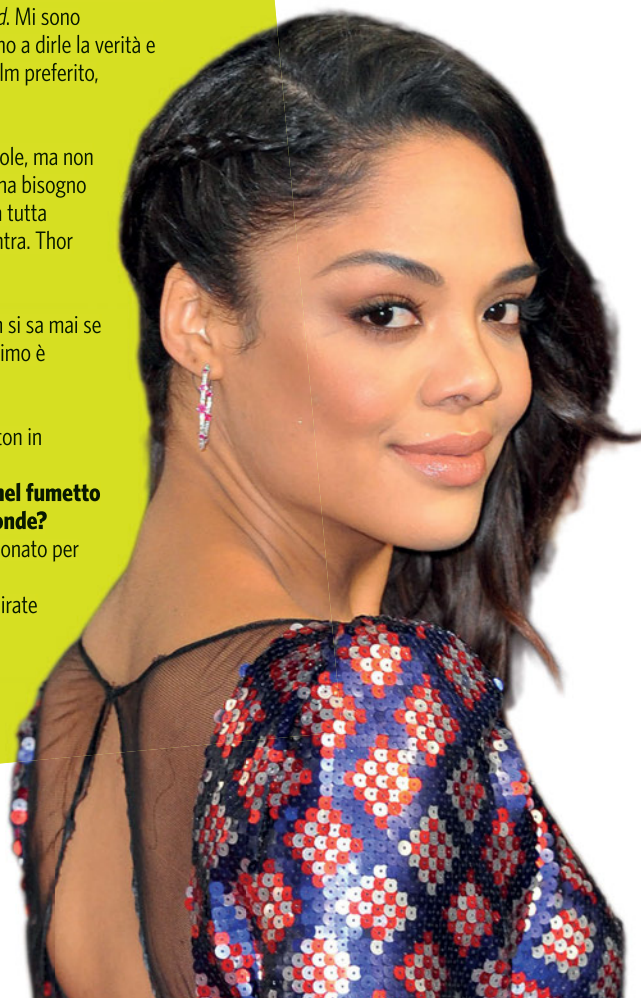 d. Mi sono
no a dirle la verità e
lm preferito,
ole, ma non
na bisogno
n tutta
ntra. Thor
n si sa mai se
imo è
ton in
nel fumetto
onde?
onato per
irate